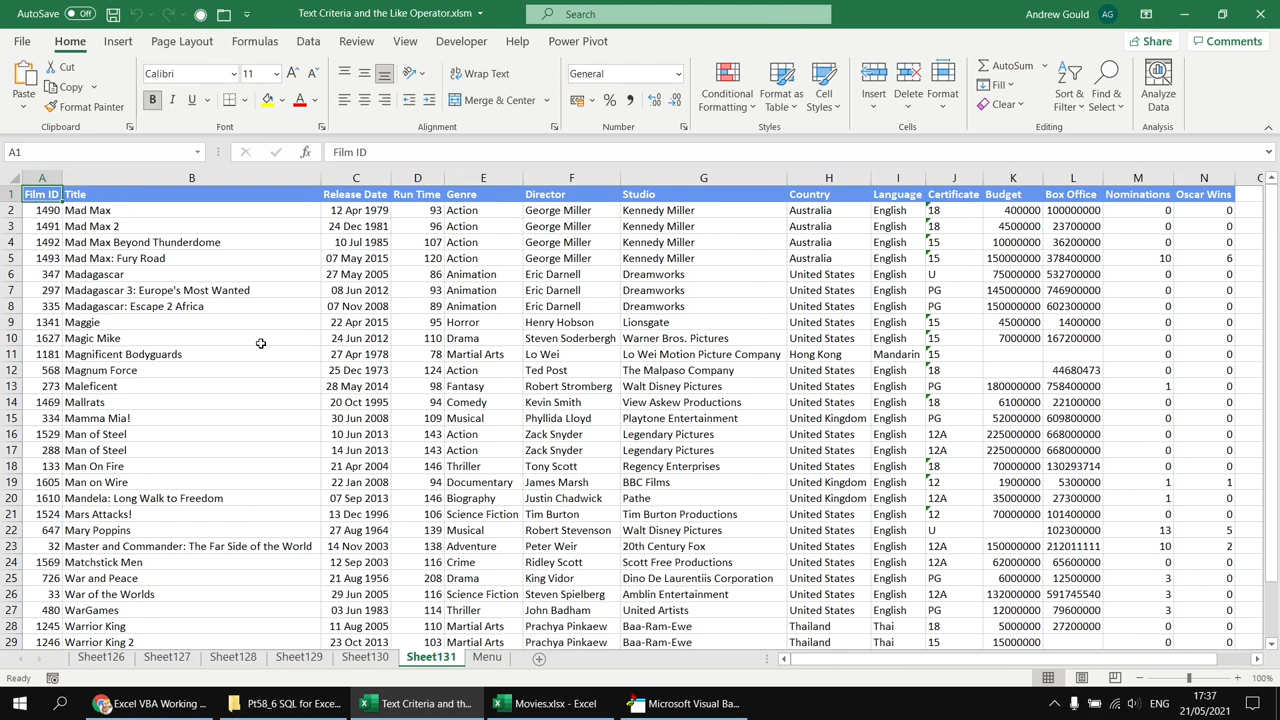 AutoSave Off Text Criteria and the Like Operator.xlsm Search Andrew Gould AG
File Home Insert Page Layout Formulas Data Review View Developer Help Power Pivot Share Comments
Paste Cut Copy Format Painter Clipboard
Calibri 11 B I U Font
Wrap Text Merge & Center Alignment
General Number
Conditional Formatting Format as Table Cell Styles Styles
Insert Delete Format Cells
AutoSum Fill Clear Sort & Filter Find & Select Editing
Analyze Data Analysis
A1 Film ID
A B C D E F G H I J K L M N
1 Film ID Title Release Date Run Time Genre Director Studio Country Language Certificate Budget Box Office Nominations Oscar Wins
2 1490 Mad Max 12 Apr 1979 93 Action George Miller Kennedy Miller Australia English 18 400000 100000000 0 0
3 1491 Mad Max 2 24 Dec 1981 96 Action George Miller Kennedy Miller Australia English 18 4500000 23700000 0 0
4 1492 Mad Max Beyond Thunderdome 10 Jul 1985 107 Action George Miller Kennedy Miller Australia English 15 10000000 36200000 0 0
5 1493 Mad Max: Fury Road 07 May 2015 120 Action George Miller Kennedy Miller Australia English 15 150000000 378400000 10 6
6 347 Madagascar 27 May 2005 86 Animation Eric Darnell Dreamworks United States English U 75000000 532700000 0 0
7 297 Madagascar 3: Europe's Most Wanted 08 Jun 2012 93 Animation Eric Darnell Dreamworks United States English PG 145000000 746900000 0 0
8 335 Madagascar: Escape 2 Africa 07 Nov 2008 89 Animation Eric Darnell Dreamworks United States English PG 150000000 602300000 0 0
9 1341 Maggie 22 Apr 2015 95 Horror Henry Hobson Lionsgate United States English 15 4500000 1400000 0 0
10 1627 Magic Mike 24 Jun 2012 110 Drama Steven Soderbergh Warner Bros. Pictures United States English 15 7000000 167200000 0 0
11 1181 Magnificent Bodyguards 27 Apr 1978 78 Martial Arts Lo Wei Lo Wei Motion Picture Company Hong Kong Mandarin 15 0 0
12 568 Magnum Force 25 Dec 1973 124 Action Ted Post The Malpaso Company United States English 18 44680473 0 0
13 273 Maleficent 28 May 2014 98 Fantasy Robert Stromberg Walt Disney Pictures United States English PG 180000000 758400000 1 0
14 1469 Mallrats 20 Oct 1995 94 Comedy Kevin Smith View Askew Productions United States English 18 6100000 22100000 0 0
15 334 Mamma Mia! 30 Jun 2008 109 Musical Phyllida Lloyd Playtone Entertainment United Kingdom English PG 52000000 609800000 0 0
16 1529 Man of Steel 10 Jun 2013 143 Action Zack Snyder Legendary Pictures United States English 12A 225000000 668000000 0 0
17 288 Man of Steel 14 Jun 2013 143 Action Zack Snyder Legendary Pictures United States English 12A 225000000 668000000 0 0
18 133 Man On Fire 21 Apr 2004 146 Thriller Tony Scott Regency Enterprises United States English 18 70000000 130293714 0 0
19 1605 Man on Wire 22 Jan 2008 94 Documentary James Marsh BBC Films United Kingdom English 12 1900000 5300000 1 1
20 1610 Mandela: Long Walk to Freedom 07 Sep 2013 146 Biography Justin Chadwick Pathe United Kingdom English 12A 35000000 27300000 1 0
21 1524 Mars Attacks! 13 Dec 1996 106 Science Fiction Tim Burton Tim Burton Productions United States English 12 70000000 101400000 0 0
22 647 Mary Poppins 27 Aug 1964 139 Musical Robert Stevenson Walt Disney Pictures United States English U 102300000 13 5
23 32 Master and Commander: The Far Side of the World 14 Nov 2003 138 Adventure Peter Weir 20th Century Fox United States English 12A 150000000 212011111 10 2
24 1569 Matchstick Men 12 Sep 2003 116 Crime Ridley Scott Scott Free Productions United States English 12A 62000000 65600000 0 0
25 726 War and Peace 21 Aug 1956 208 Drama King Vidor Dino De Laurentiis Corporation United States English PG 6000000 12500000 3 0
26 33 War of the Worlds 29 Jun 2005 116 Science Fiction Steven Spielberg Amblin Entertainment United States English 12A 132000000 591745540 3 0
27 480 WarGames 03 Jun 1983 114 Thriller John Badham United Artists United States English PG 12000000 79600000 3 0
28 1245 Warrior King 11 Aug 2005 110 Martial Arts Prachya Pinkaew Baa-Ram-Ewe Thailand Thai 18 5000000 27200000 0 0
29 1246 Warrior King 2 23 Oct 2013 103 Martial Arts Prachya Pinkaew Baa-Ram-Ewe Thailand Thai 15 15000000 0 0
Sheet126 Sheet127 Sheet128 Sheet129 Sheet130 Sheet131 Menu
Ready 100%
Excel VBA Working ... Pt58_6 SQL for Exce... Text Criteria and th... Movies.xlsx - Excel Microsoft Visual Ba... 17:37
21/05/2021